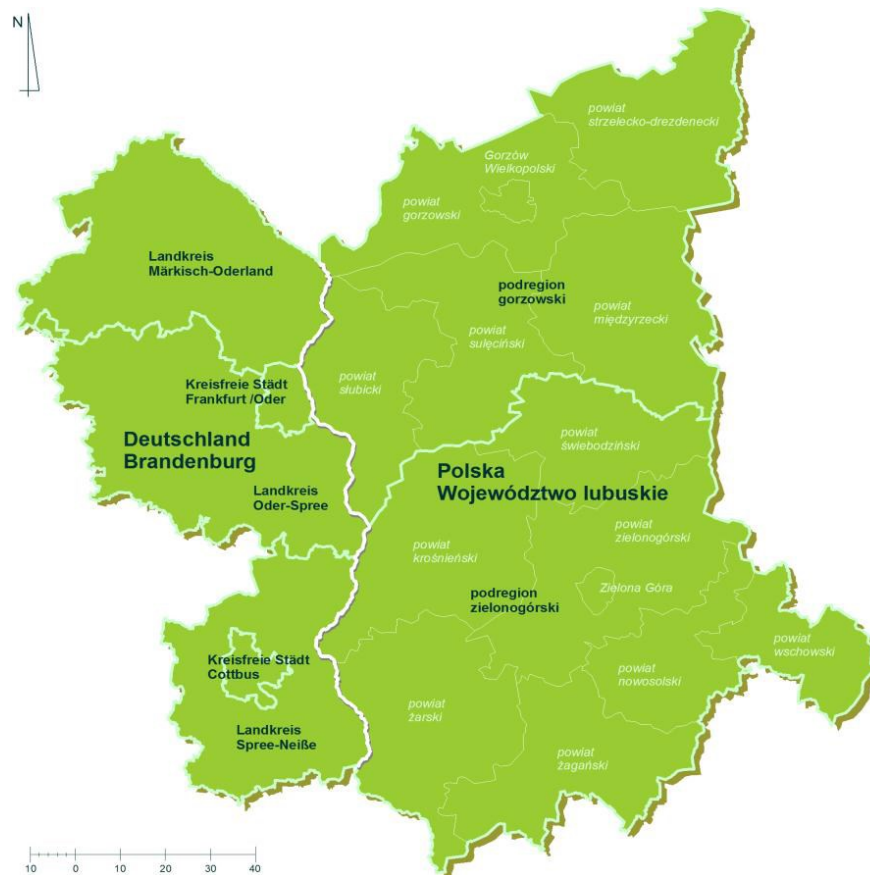 N
powiat
strzelecko-drezdenecki
Gorzów
Wielkopolski
powiat
gorzowski
Landkreis
Märkisch-Oderland
podregion
gorzowski
powiat
międzyrzecki
powiat
sulęciński
powiat
słubicki
Kreisfreie Städt
Frankfurt /Oder
Deutschland
Brandenburg
powiat
świebodziński
Polska
Województwo lubuskie
Landkreis
Oder-Spree
powiat
zielonogórski
powiat
krośnieński
podregion
zielonogórski
Zielona Góra
powiat
wschowski
Kreisfreie Städt
Cottbus
powiat
nowosolski
powiat
żarski
Landkreis
Spree-Neiße
powiat
żagański
10 0 10 20 30 40